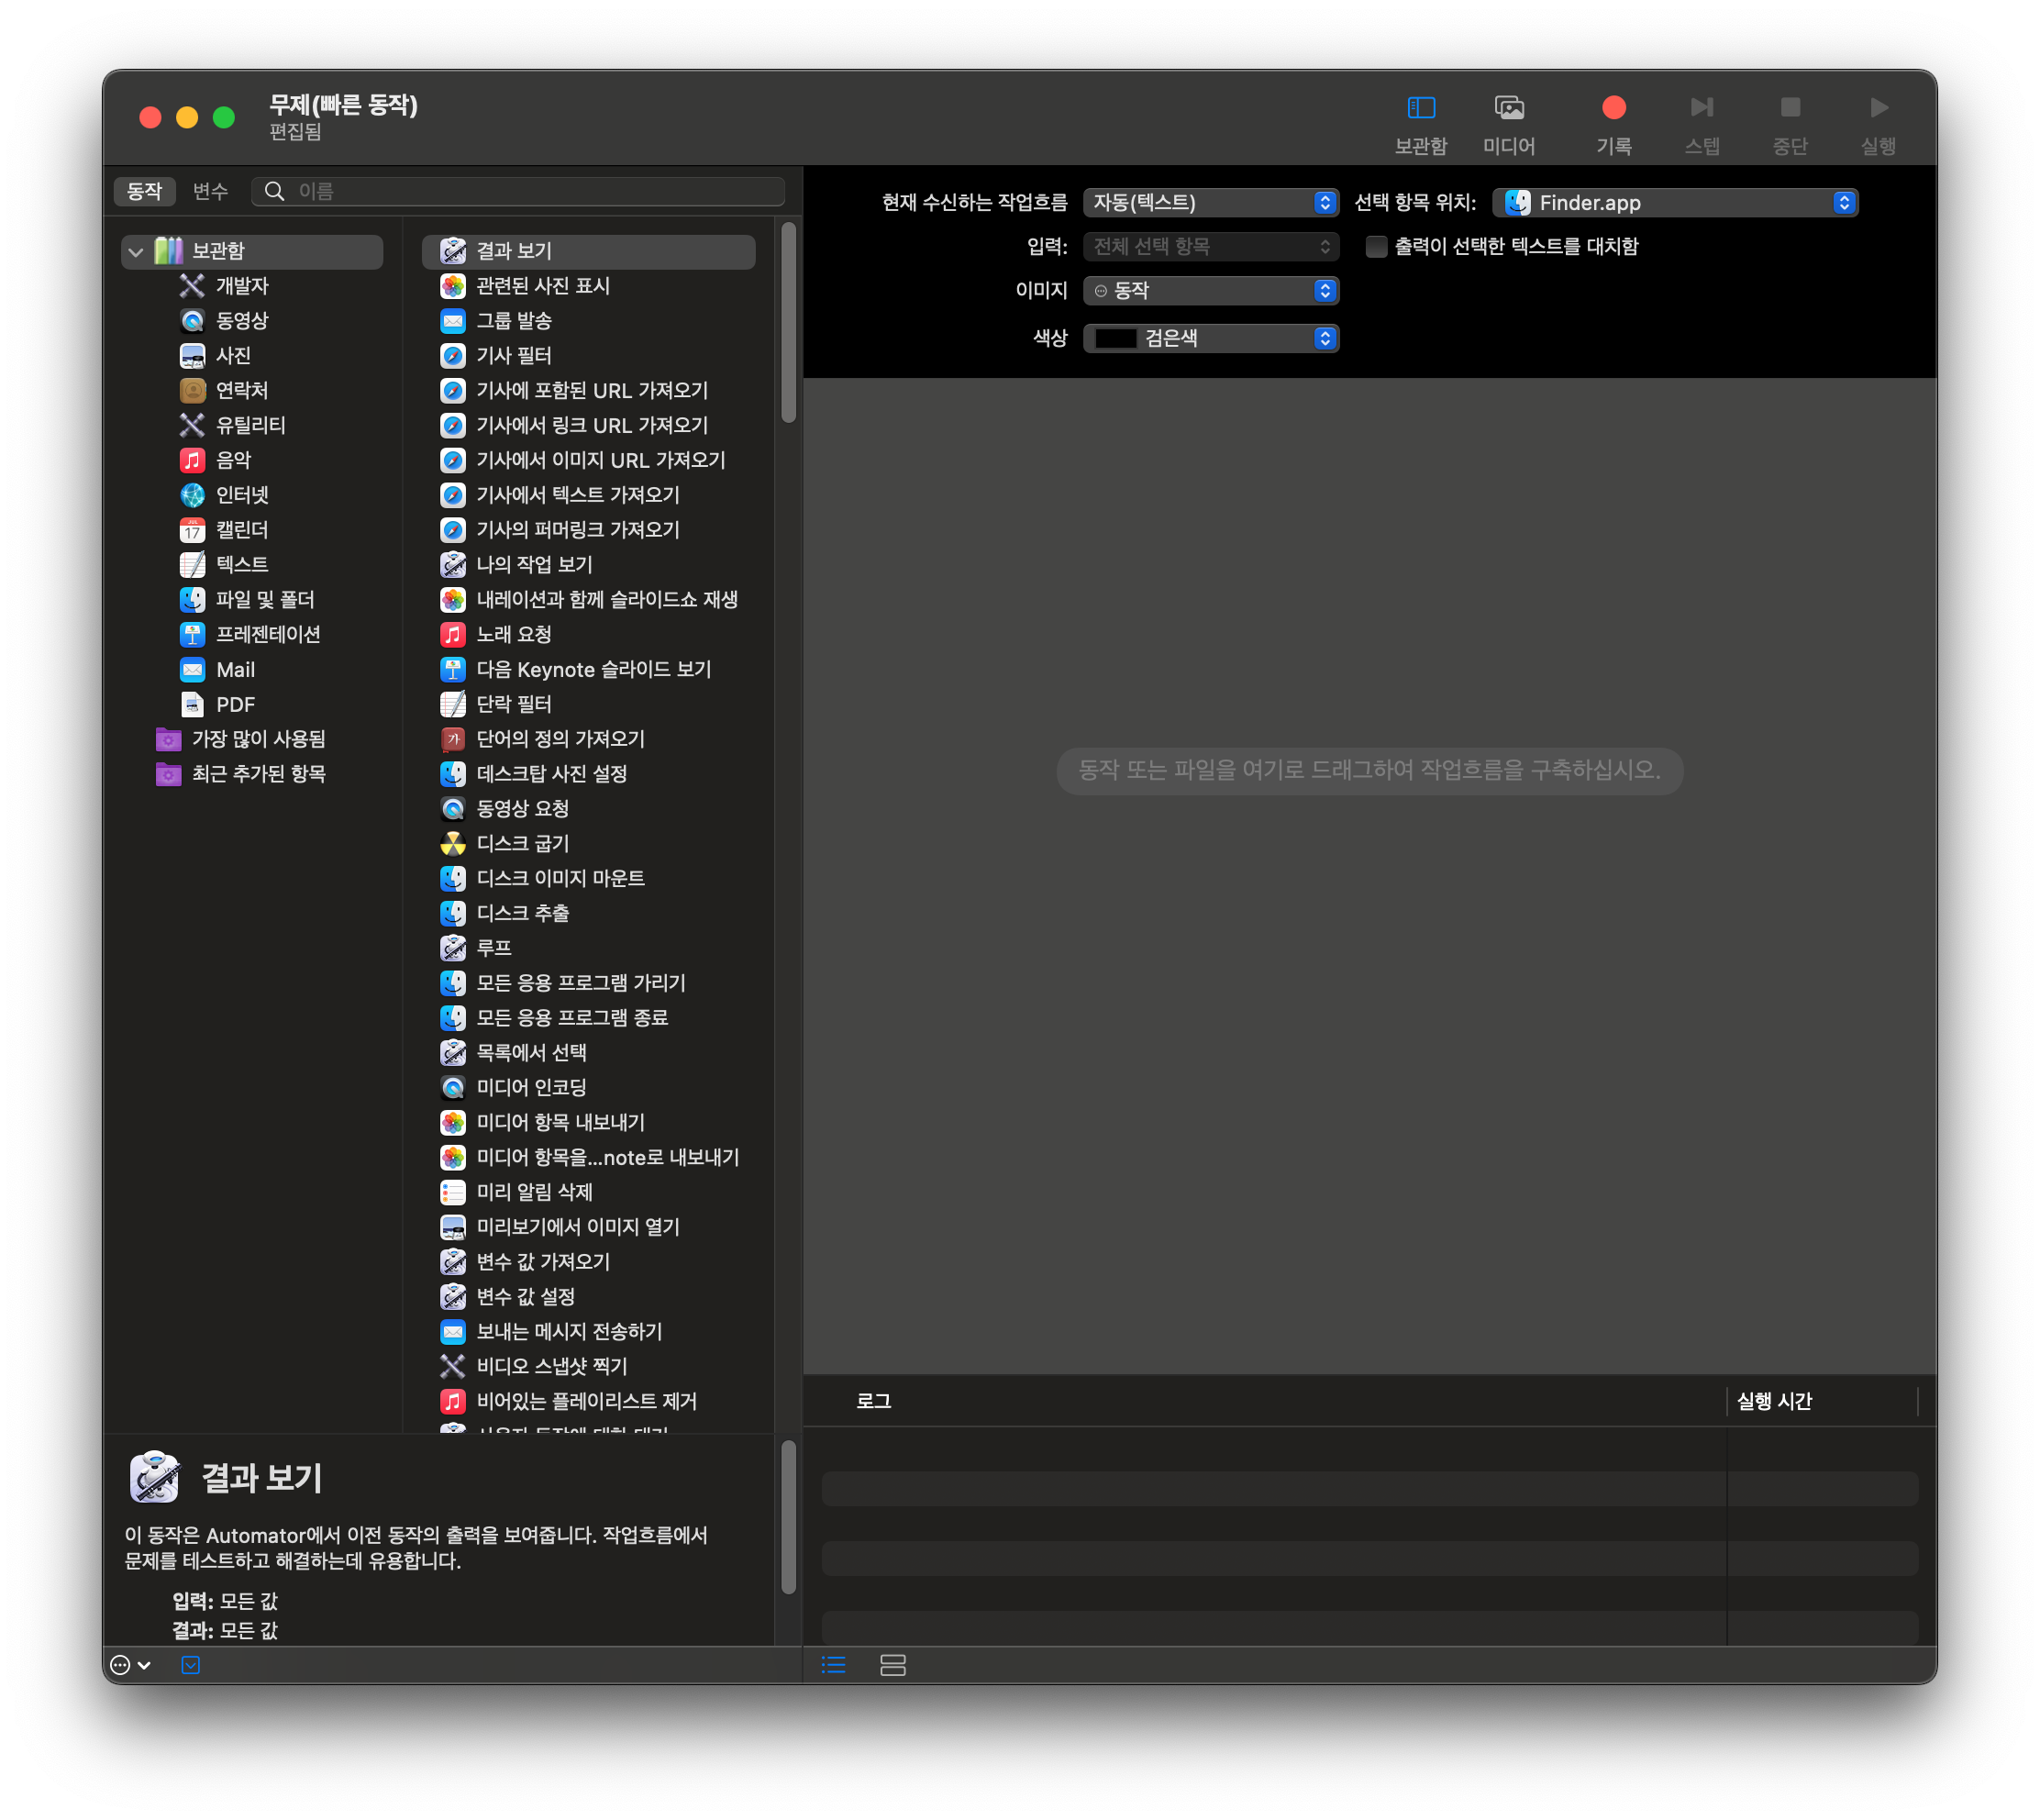 무제(빠른 동작)
편집됨
보관함
미디어
기록
스텝
중단
실행
동작
변수
이름
보관함
개발자
동영상
사진
연락처
유틸리티
음악
인터넷
캘린더
텍스트
파일 및 폴더
프레젠테이션
Mail
PDF
가장 많이 사용됨
최근 추가된 항목
결과 보기
관련된 사진 표시
그룹 발송
기사 필터
기사에 포함된 URL 가져오기
기사에서 링크 URL 가져오기
기사에서 이미지 URL 가져오기
기사에서 텍스트 가져오기
기사의 퍼머링크 가져오기
나의 작업 보기
내레이션과 함께 슬라이드쇼 재생
노래 요청
다음 Keynote 슬라이드 보기
단락 필터
단어의 정의 가져오기
데스크탑 사진 설정
동영상 요청
디스크 굽기
디스크 이미지 마운트
디스크 추출
루프
모든 응용 프로그램 가리기
모든 응용 프로그램 종료
목록에서 선택
미디어 인코딩
미디어 항목 내보내기
미디어 항목을...note로 내보내기
미리 알림 삭제
미리보기에서 이미지 열기
변수 값 가져오기
변수 값 설정
보내는 메시지 전송하기
비디오 스냅샷 찍기
비어있는 플레이리스트 제거
결과 보기
이 동작은 Automator에서 이전 동작의 출력을 보여줍니다. 작업흐름에서
문제를 테스트하고 해결하는데 유용합니다.
입력: 모든 값
결과: 모든 값
현재 수신하는 작업흐름 자동(텍스트) 선택 항목 위치: Finder.app
입력: 전체 선택 항목 출력이 선택한 텍스트를 대치함
이미지 동작
색상 검은색
동작 또는 파일을 여기로 드래그하여 작업흐름을 구축하십시오.
로그 실행 시간